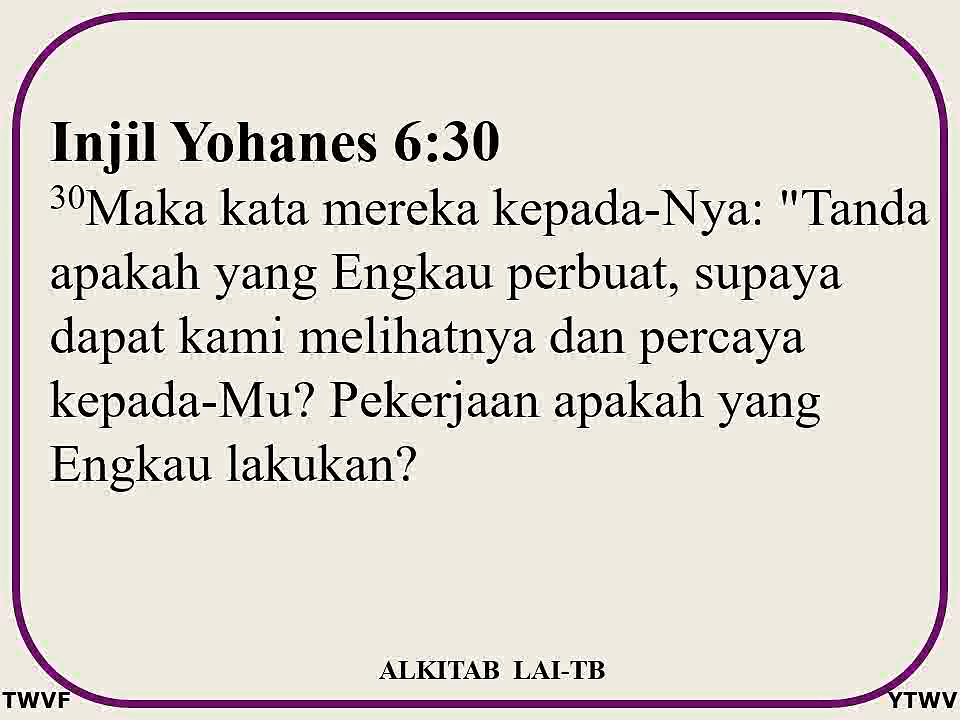 Injil Yohanes 6:30
30Maka kata mereka kepada-Nya: "Tanda
apakah yang Engkau perbuat, supaya
dapat kami melihatnya dan percaya
kepada-Mu? Pekerjaan apakah yang
Engkau lakukan?
ALKITAB LAI-TB
TWVF
YTWV